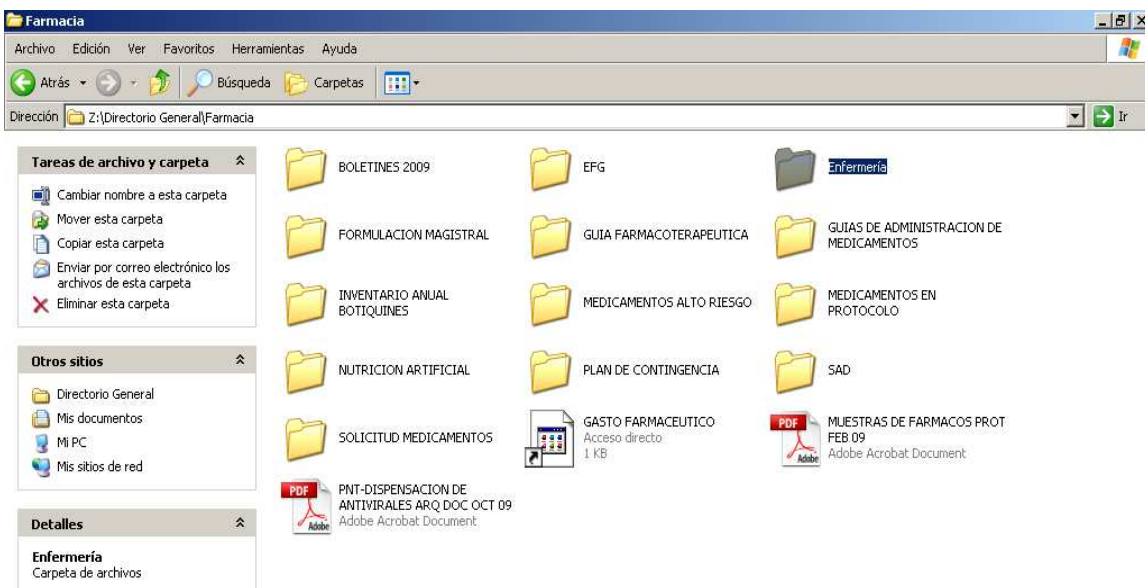 Farmacia
Archivo Edición Ver Favoritos Herramientas Ayuda
Atrás Búsqueda Carpetas
Dirección Z:\Directorio General\Farmacia Ir
Tareas de archivo y carpeta
Cambiar nombre a esta carpeta
Mover esta carpeta
Copiar esta carpeta
Enviar por correo electrónico los
archivos de esta carpeta
Eliminar esta carpeta
Otros sitios
Directorio General
Mis documentos
Mi PC
Mis sitios de red
Detalles
Enfermería
Carpeta de archivos
BOLETINES 2009
EFG
Enfermería
FORMULACION MAGISTRAL
GUIA FARMACOTERAPEUTICA
GUIAS DE ADMINISTRACION DE
MEDICAMENTOS
INVENTARIO ANUAL
BOTIQUINES
MEDICAMENTOS ALTO RIESGO
MEDICAMENTOS EN
PROTOCOLO
NUTRICION ARTIFICIAL
PLAN DE CONTINGENCIA
SAD
SOLICITUD MEDICAMENTOS
GASTO FARMACEUTICO
Acceso directo
1 KB
PDF
Adobe
MUESTRAS DE FARMACOS PROT
FEB 09
Adobe Acrobat Document
PDF
Adobe
PNT-DISPENSACION DE
ANTIVIRALES ARQ DOC OCT 09
Adobe Acrobat Document